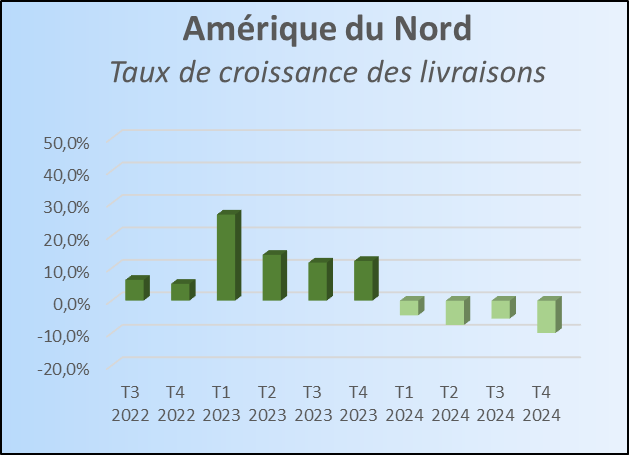 Amérique du Nord
Taux de croissance des livraisons
50,0%
40,0%
30,0%
20,0%
10,0%
0,0%
-10,0%
-20,0%
T3 T4 T1 T2 T3 T4 T1 T2 T3 T4
2022 2022 2023 2023 2023 2023 2024 2024 2024 2024